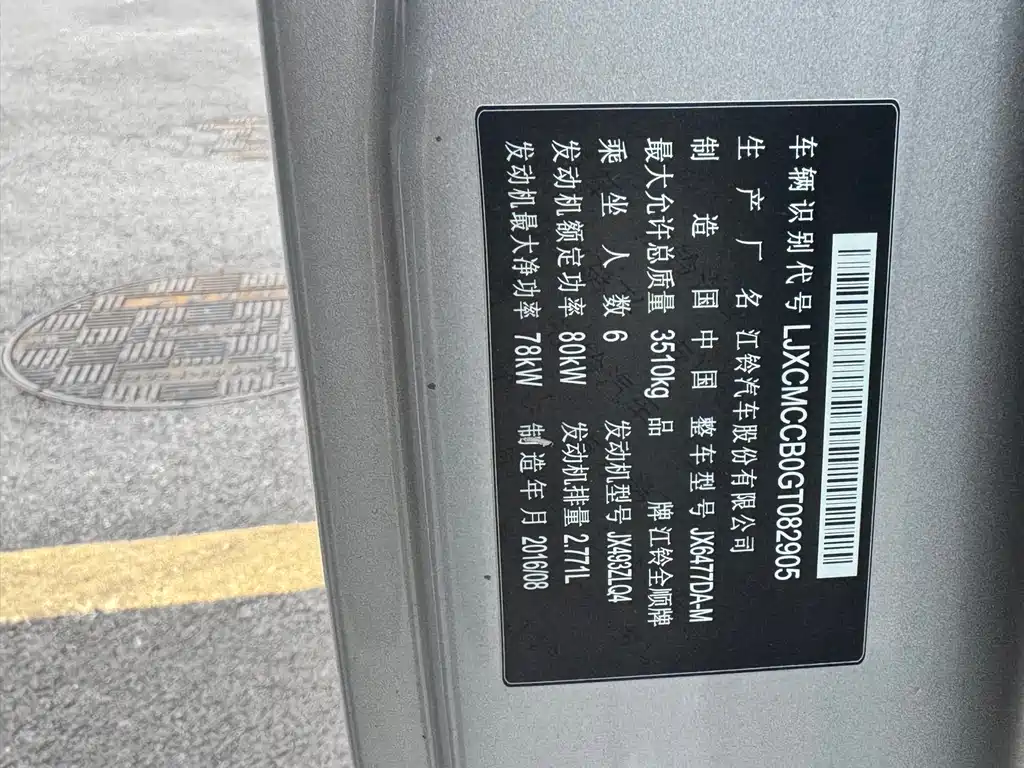 车辆识别代号 LJXCMCCB0GT082905
生产厂名 江铃汽车股份有限公司
制造国 中国 整车型号 JX6477DA-M
最大允许总质量 3510kg 品牌 江铃全顺牌
乘坐人数 6 发动机型号 JX493ZLQ4
发动机额定功率 80kW 发动机排量 2.771L
发动机最大净功率 78kW 制造年月 2016/08